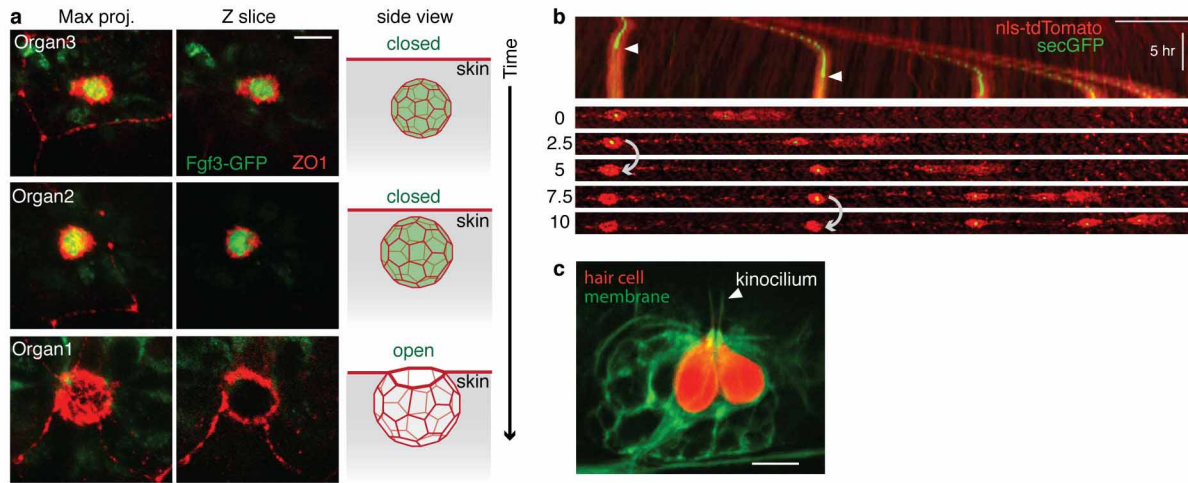 a
Max proj.
Z slice
side view
Organ3
closed
skin
Fgf3-GFP
ZO1
Organ2
closed
skin
Organ1
open
skin
Time
b
nls-tdTomato
secGFP
5 hr
0
2.5
5
7.5
10
c
hair cell
membrane
kinocilium